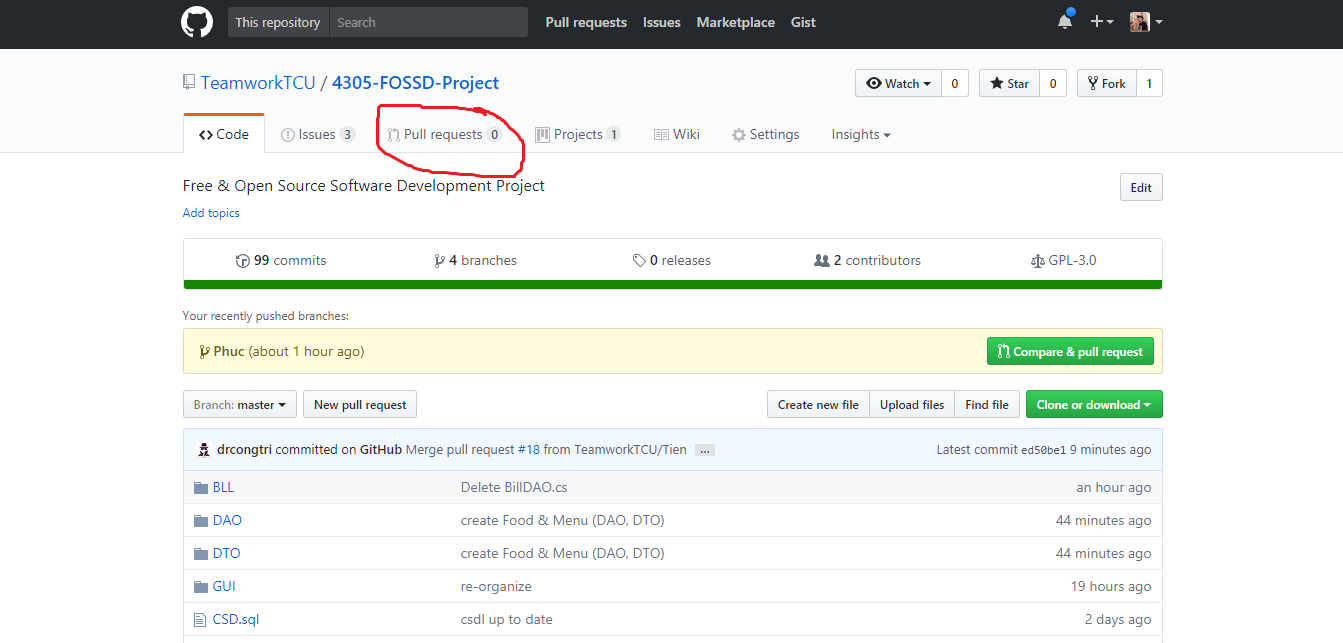 This repository Search Pull requests Issues Marketplace Gist
TeamworkTCU / 4305-FOSSD-Project Watch 0 Star 0 Fork 1
Code Issues 3 Pull requests 0 Projects 1 Wiki Settings Insights
Free & Open Source Software Development Project Edit
Add topics
99 commits 4 branches 0 releases 2 contributors GPL-3.0
Your recently pushed branches:
Phuc (about 1 hour ago) Compare & pull request
Branch: master New pull request Create new file Upload files Find file Clone or download
drcongtri committed on GitHub Merge pull request #18 from TeamworkTCU/Tien ... Latest commit ed50be1 9 minutes ago
BLL Delete BillDAO.cs an hour ago
DAO create Food & Menu (DAO, DTO) 44 minutes ago
DTO create Food & Menu (DAO, DTO) 44 minutes ago
GUI re-organize 19 hours ago
CSD.sql csdl up to date 2 days ago